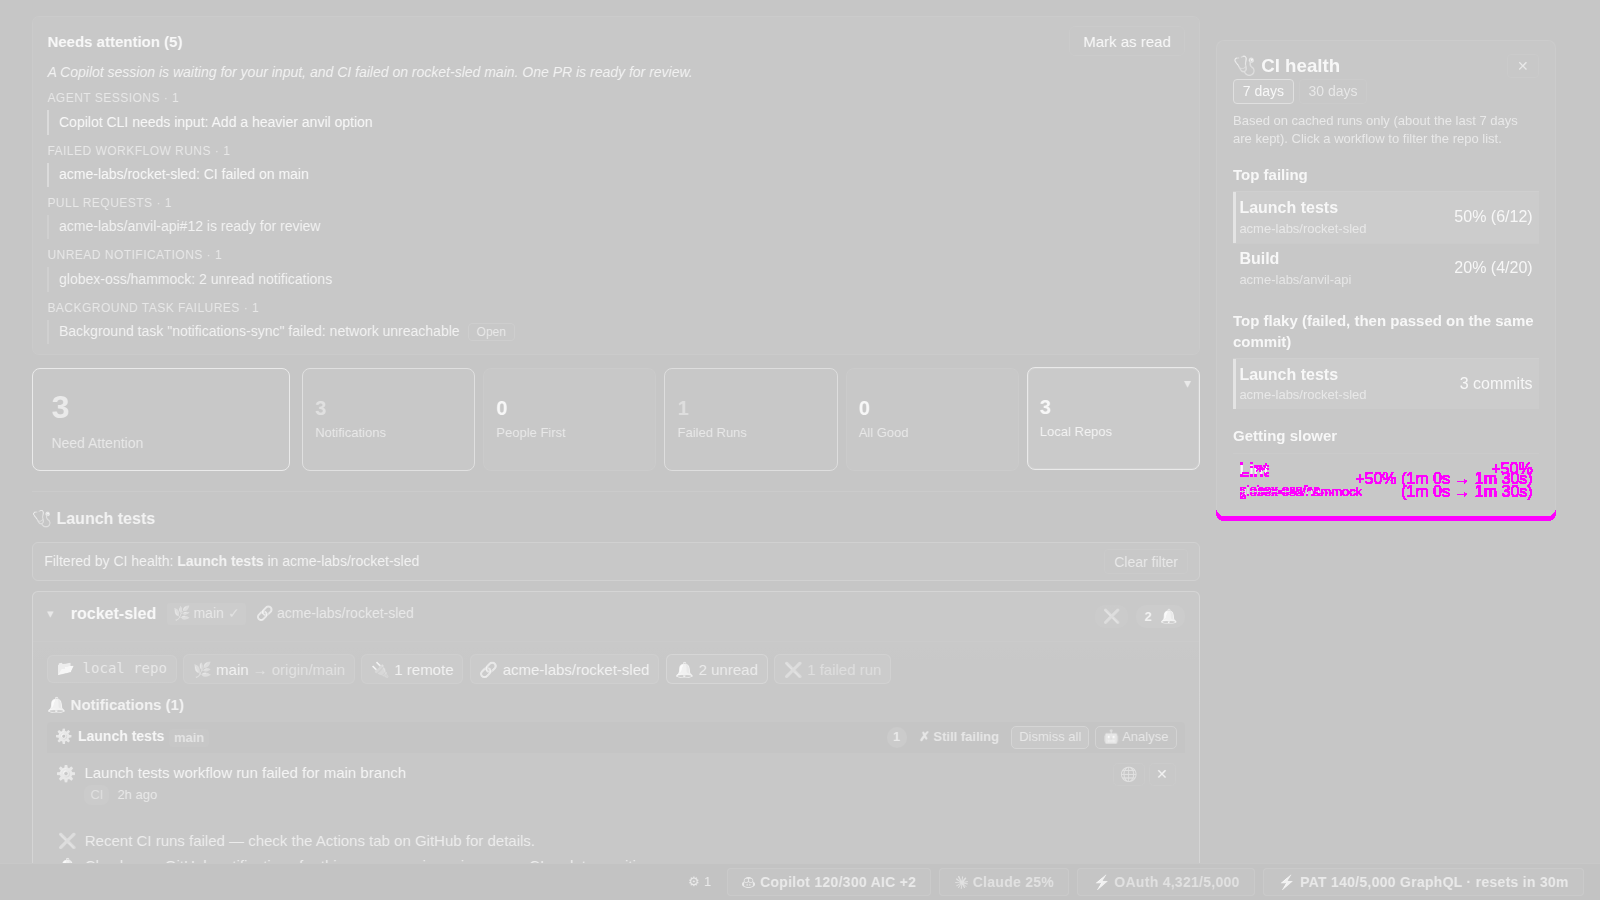 Needs attention (5)
Mark as read
A Copilot session is waiting for your input, and CI failed on rocket-sled main. One PR is ready for review.
AGENT SESSIONS · 1
Copilot CLI needs input: Add a heavier anvil option
FAILED WORKFLOW RUNS · 1
acme-labs/rocket-sled: CI failed on main
PULL REQUESTS · 1
acme-labs/anvil-api#12 is ready for review
UNREAD NOTIFICATIONS · 1
globex-oss/hammock: 2 unread notifications
BACKGROUND TASK FAILURES · 1
Background task "notifications-sync" failed: network unreachable Open
3
Need Attention
3
Notifications
0
People First
1
Failed Runs
0
All Good
▾
3
Local Repos
🩺 Launch tests
Filtered by CI health: Launch tests in acme-labs/rocket-sled
Clear filter
▾ rocket-sled 🌿 main ✓ 🔗 acme-labs/rocket-sled ❌ 2 🔔
📂 local repo 🌿 main → origin/main 🔌 1 remote 🔗 acme-labs/rocket-sled 🔔 2 unread ❌ 1 failed run
🔔 Notifications (1)
⚙ Launch tests main 1 ✗ Still failing Dismiss all 🤖 Analyse
⚙ Launch tests workflow run failed for main branch 🌐 ✕
CI 2h ago
❌ Recent CI runs failed — check the Actions tab on GitHub for details.
🩺 CI health ✕
7 days 30 days
Based on cached runs only (about the last 7 days
are kept). Click a workflow to filter the repo list.
Top failing
Launch tests
acme-labs/rocket-sled
50% (6/12)
Build
acme-labs/anvil-api
20% (4/20)
Top flaky (failed, then passed on the same
commit)
Launch tests
acme-labs/rocket-sled
3 commits
Getting slower
+50%
+50% (1m 0s → 1m 30s)
(1m 0s → 1m 30s)
⚙ 1 Copilot 120/300 AIC +2 Claude 25% ⚡ OAuth 4,321/5,000 ⚡ PAT 140/5,000 GraphQL · resets in 30m